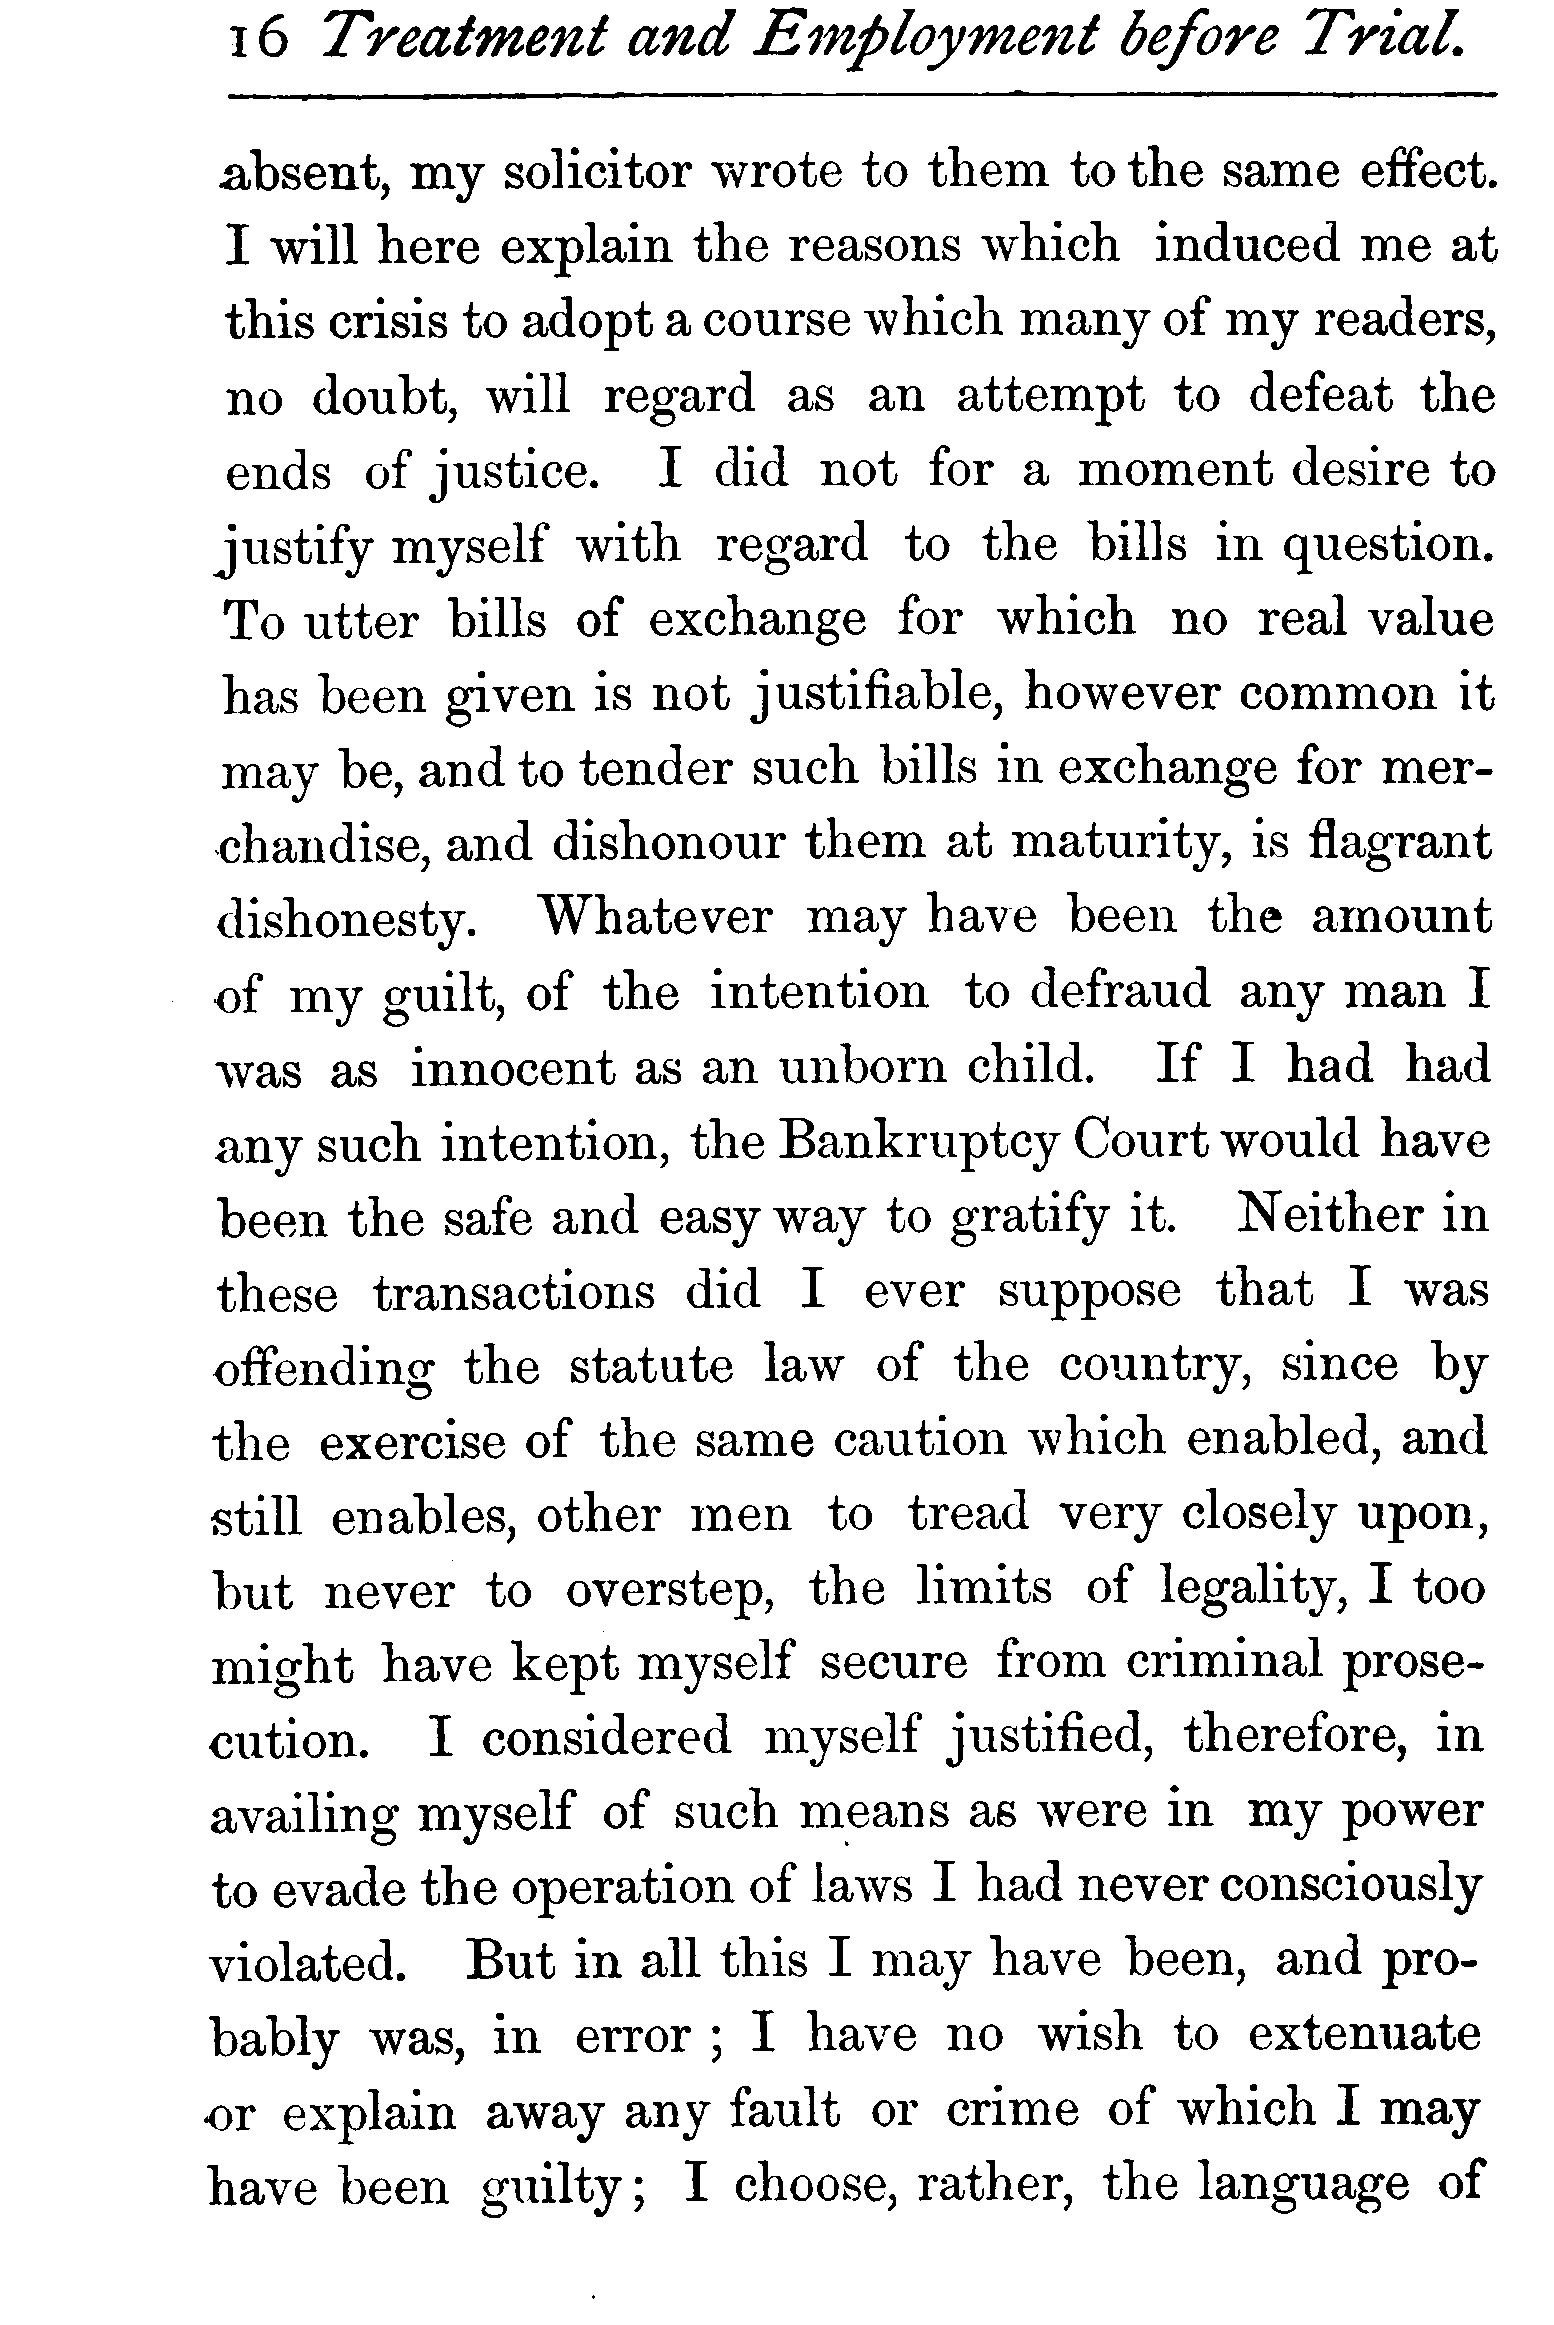 16 Treatment and Employment before Trial.
absent, my solicitor wrote to them to the same effect.
I will here explain the reasons which induced me at
this crisis to adopt a course which many of my readers,
no doubt, will regard as an attempt to defeat the
ends of justice. I did not for a moment desire to
justify myself with regard to the bills in question.
To utter bills of exchange for which no real value
has been given is not justifiable, however common it
may be, and to tender such bills in exchange for mer-
chandise, and dishonour them at maturity, is flagrant
dishonesty. Whatever may have been the amount
of my guilt, of the intention to defraud any man I
was as innocent as an unborn child. If I had had
any such intention, the Bankruptcy Court would have
been the safe and easy way to gratify it. Neither in
these transactions did I ever suppose that I was
offending the statute law of the country, since by
the exercise of the same caution which enabled, and
still enables, other men to tread very closely upon,
but never to overstep, the limits of legality, I too
might have kept myself secure from criminal prose-
cution. I considered myself justified, therefore, in
availing myself of such means as were in my power
to evade the operation of laws I had never consciously
violated. But in all this I may have been, and pro-
bably was, in error ; I have no wish to extenuate
or explain away any fault or crime of which I may
have been guilty; I choose, rather, the language of